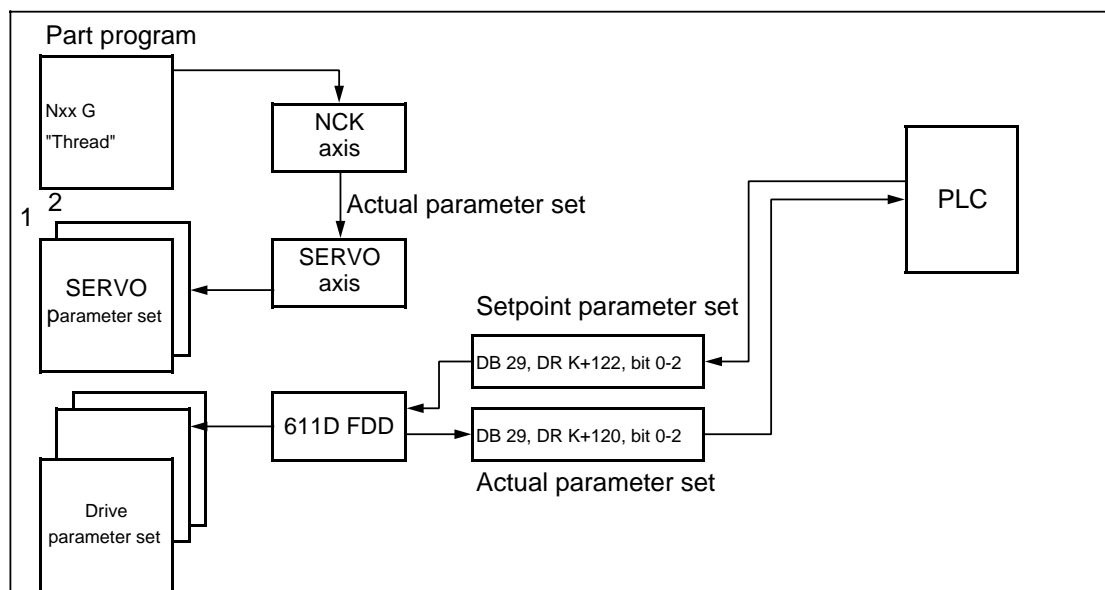 Part program
Nxx G
"Thread"
NCK
axis
PLC
1
2
Actual parameter set
SERVO
axis
SERVO
parameter set
Setpoint parameter set
DB 29, DR K+122, bit 0-2
611D FDD
DB 29, DR K+120, bit 0-2
Actual parameter set
Drive
parameter set